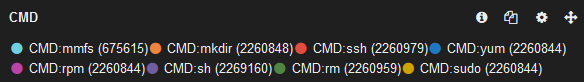 CMD
CMD:mmfs (675615) CMD:mkdir (2260848) CMD:ssh (2260979) CMD:yum (2260844)
CMD:rpm (2260844) CMD:sh (2269160) CMD:rm (2260959) CMD:sudo (2260844)